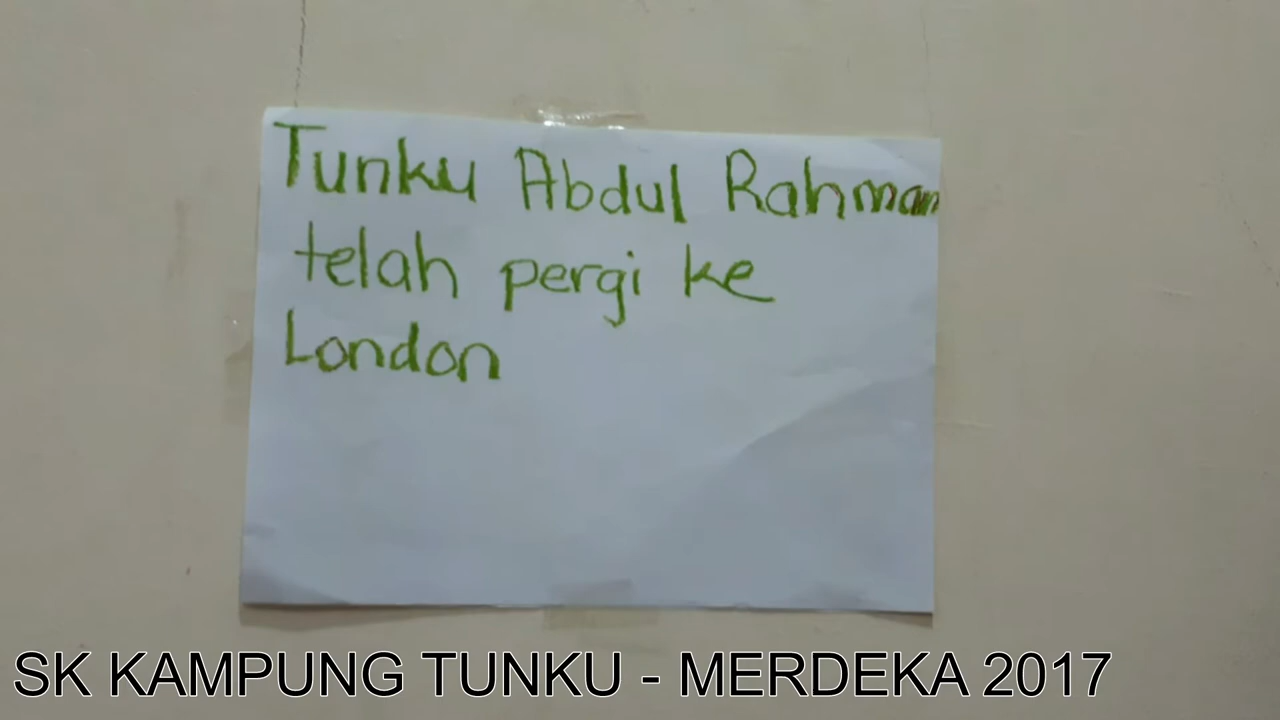 Tunku Abdul Rahman
telah pergi ke
London
SK KAMPUNG TUNKU - MERDEKA 2017